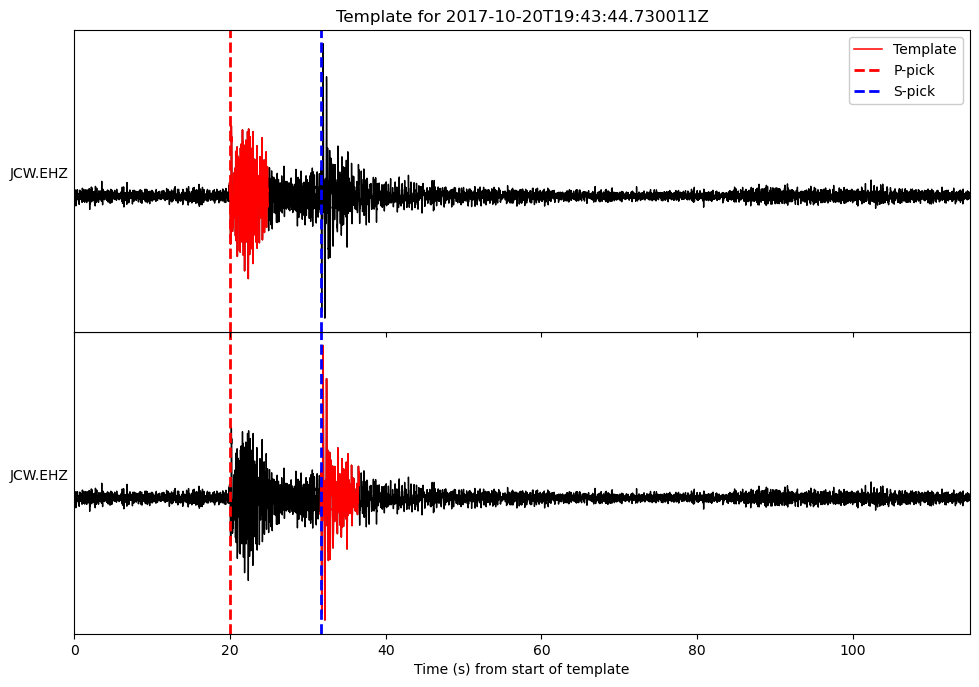 Template for 2017-10-20T19:43:44.730011Z
Template
P-pick
S-pick
JCW.EHZ
JCW.EHZ
0 20 40 60 80 100
Time (s) from start of template